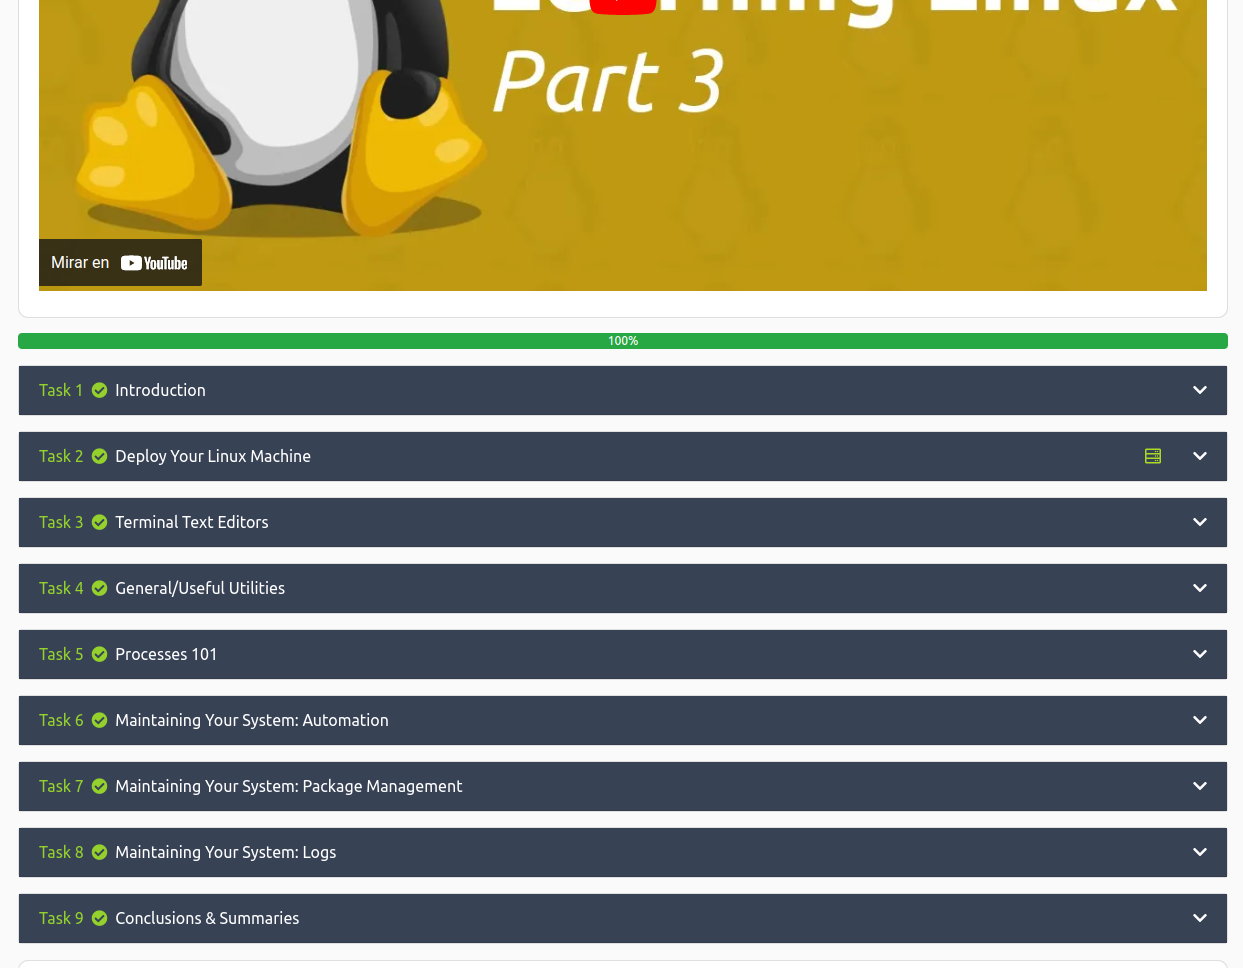 Learning Linux
Part 3
Mirar en YouTube
100%
Task 1 Introduction
Task 2 Deploy Your Linux Machine
Task 3 Terminal Text Editors
Task 4 General/Useful Utilities
Task 5 Processes 101
Task 6 Maintaining Your System: Automation
Task 7 Maintaining Your System: Package Management
Task 8 Maintaining Your System: Logs
Task 9 Conclusions & Summaries